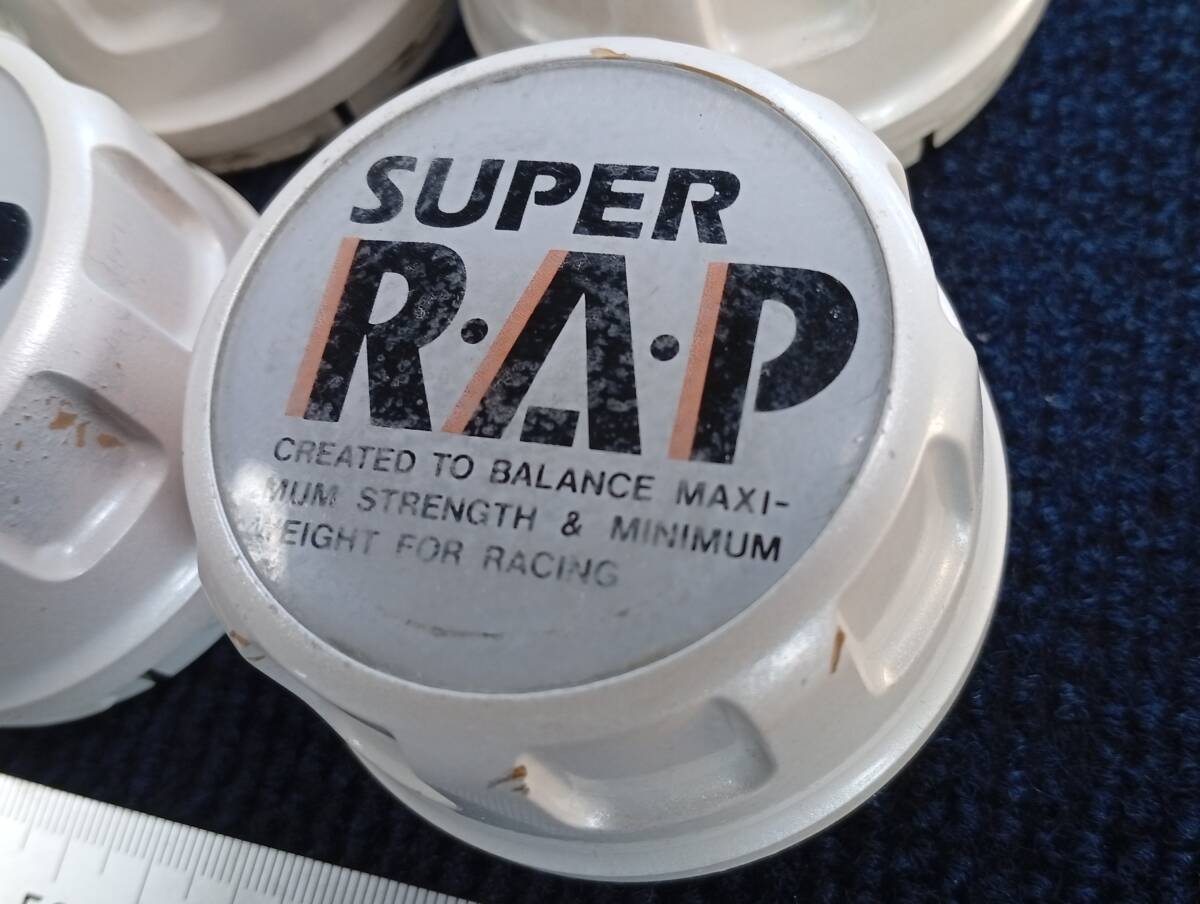 SUPER
R·A·P
CREATED TO BALANCE MAXI-
MUM STRENGTH & MINIMUM
WEIGHT FOR RACING